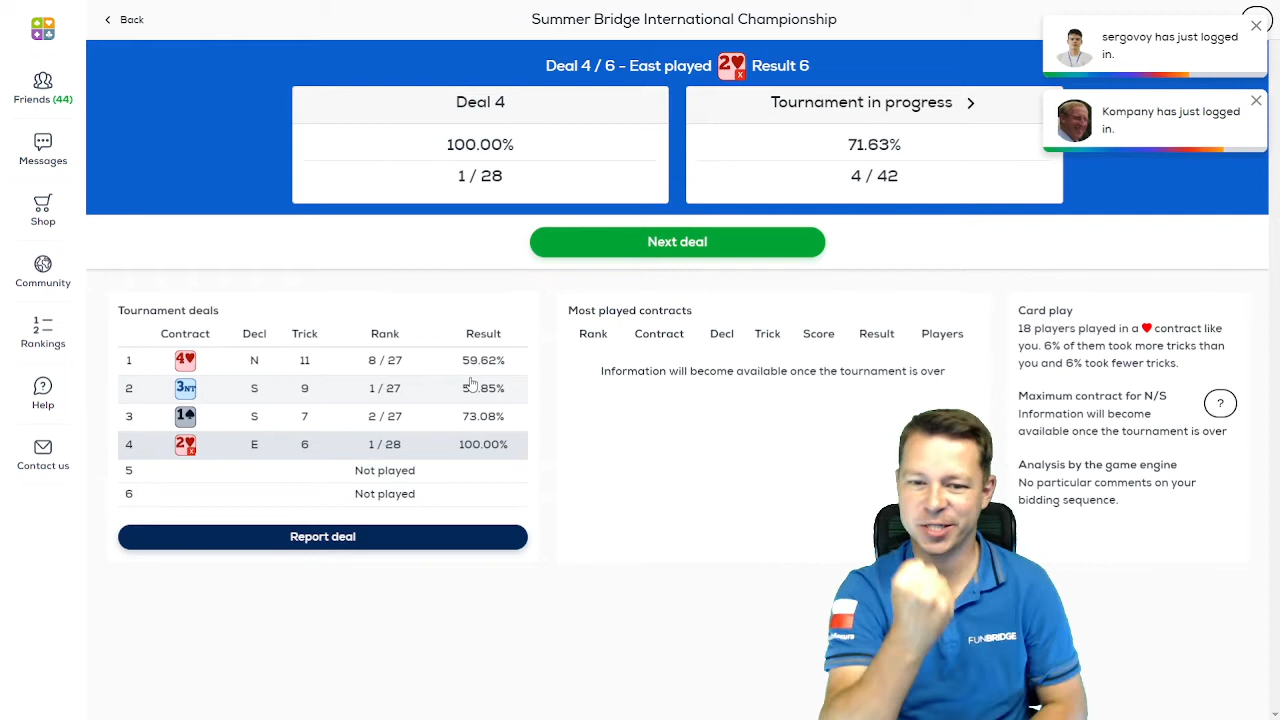 Back
Summer Bridge International Championship
sergovoy has just logged
in.
Kompany has just logged
in.
Deal 4 / 6 - East played 2♥ X Result 6
Deal 4
100.00%
1 / 28
Tournament in progress
71.63%
4 / 42
Next deal
Friends (44)
Messages
Shop
Community
1
2
Rankings
Help
Contact us
Tournament deals
Contract Decl Trick Rank Result
1 4♥ N 11 8 / 27 59.62%
2 3NT S 9 1 / 27
3 1♠ S 7 2 / 27 73.08%
4 2♥ X E 6 1 / 28 100.00%
5 Not played
6 Not played
Report deal
Most played contracts
Rank Contract Decl Trick Score Result Players
Information will become available once the tournament is over
Card play
18 players played in a ♥ contract like
you. 6% of them took more tricks than
you and 6% took fewer tricks.
Maximum contract for N/S
Information will become
available once the tournament is over
?
Analysis by the game engine
No particular comments on your
bidding sequence.
FUNBRIDGE